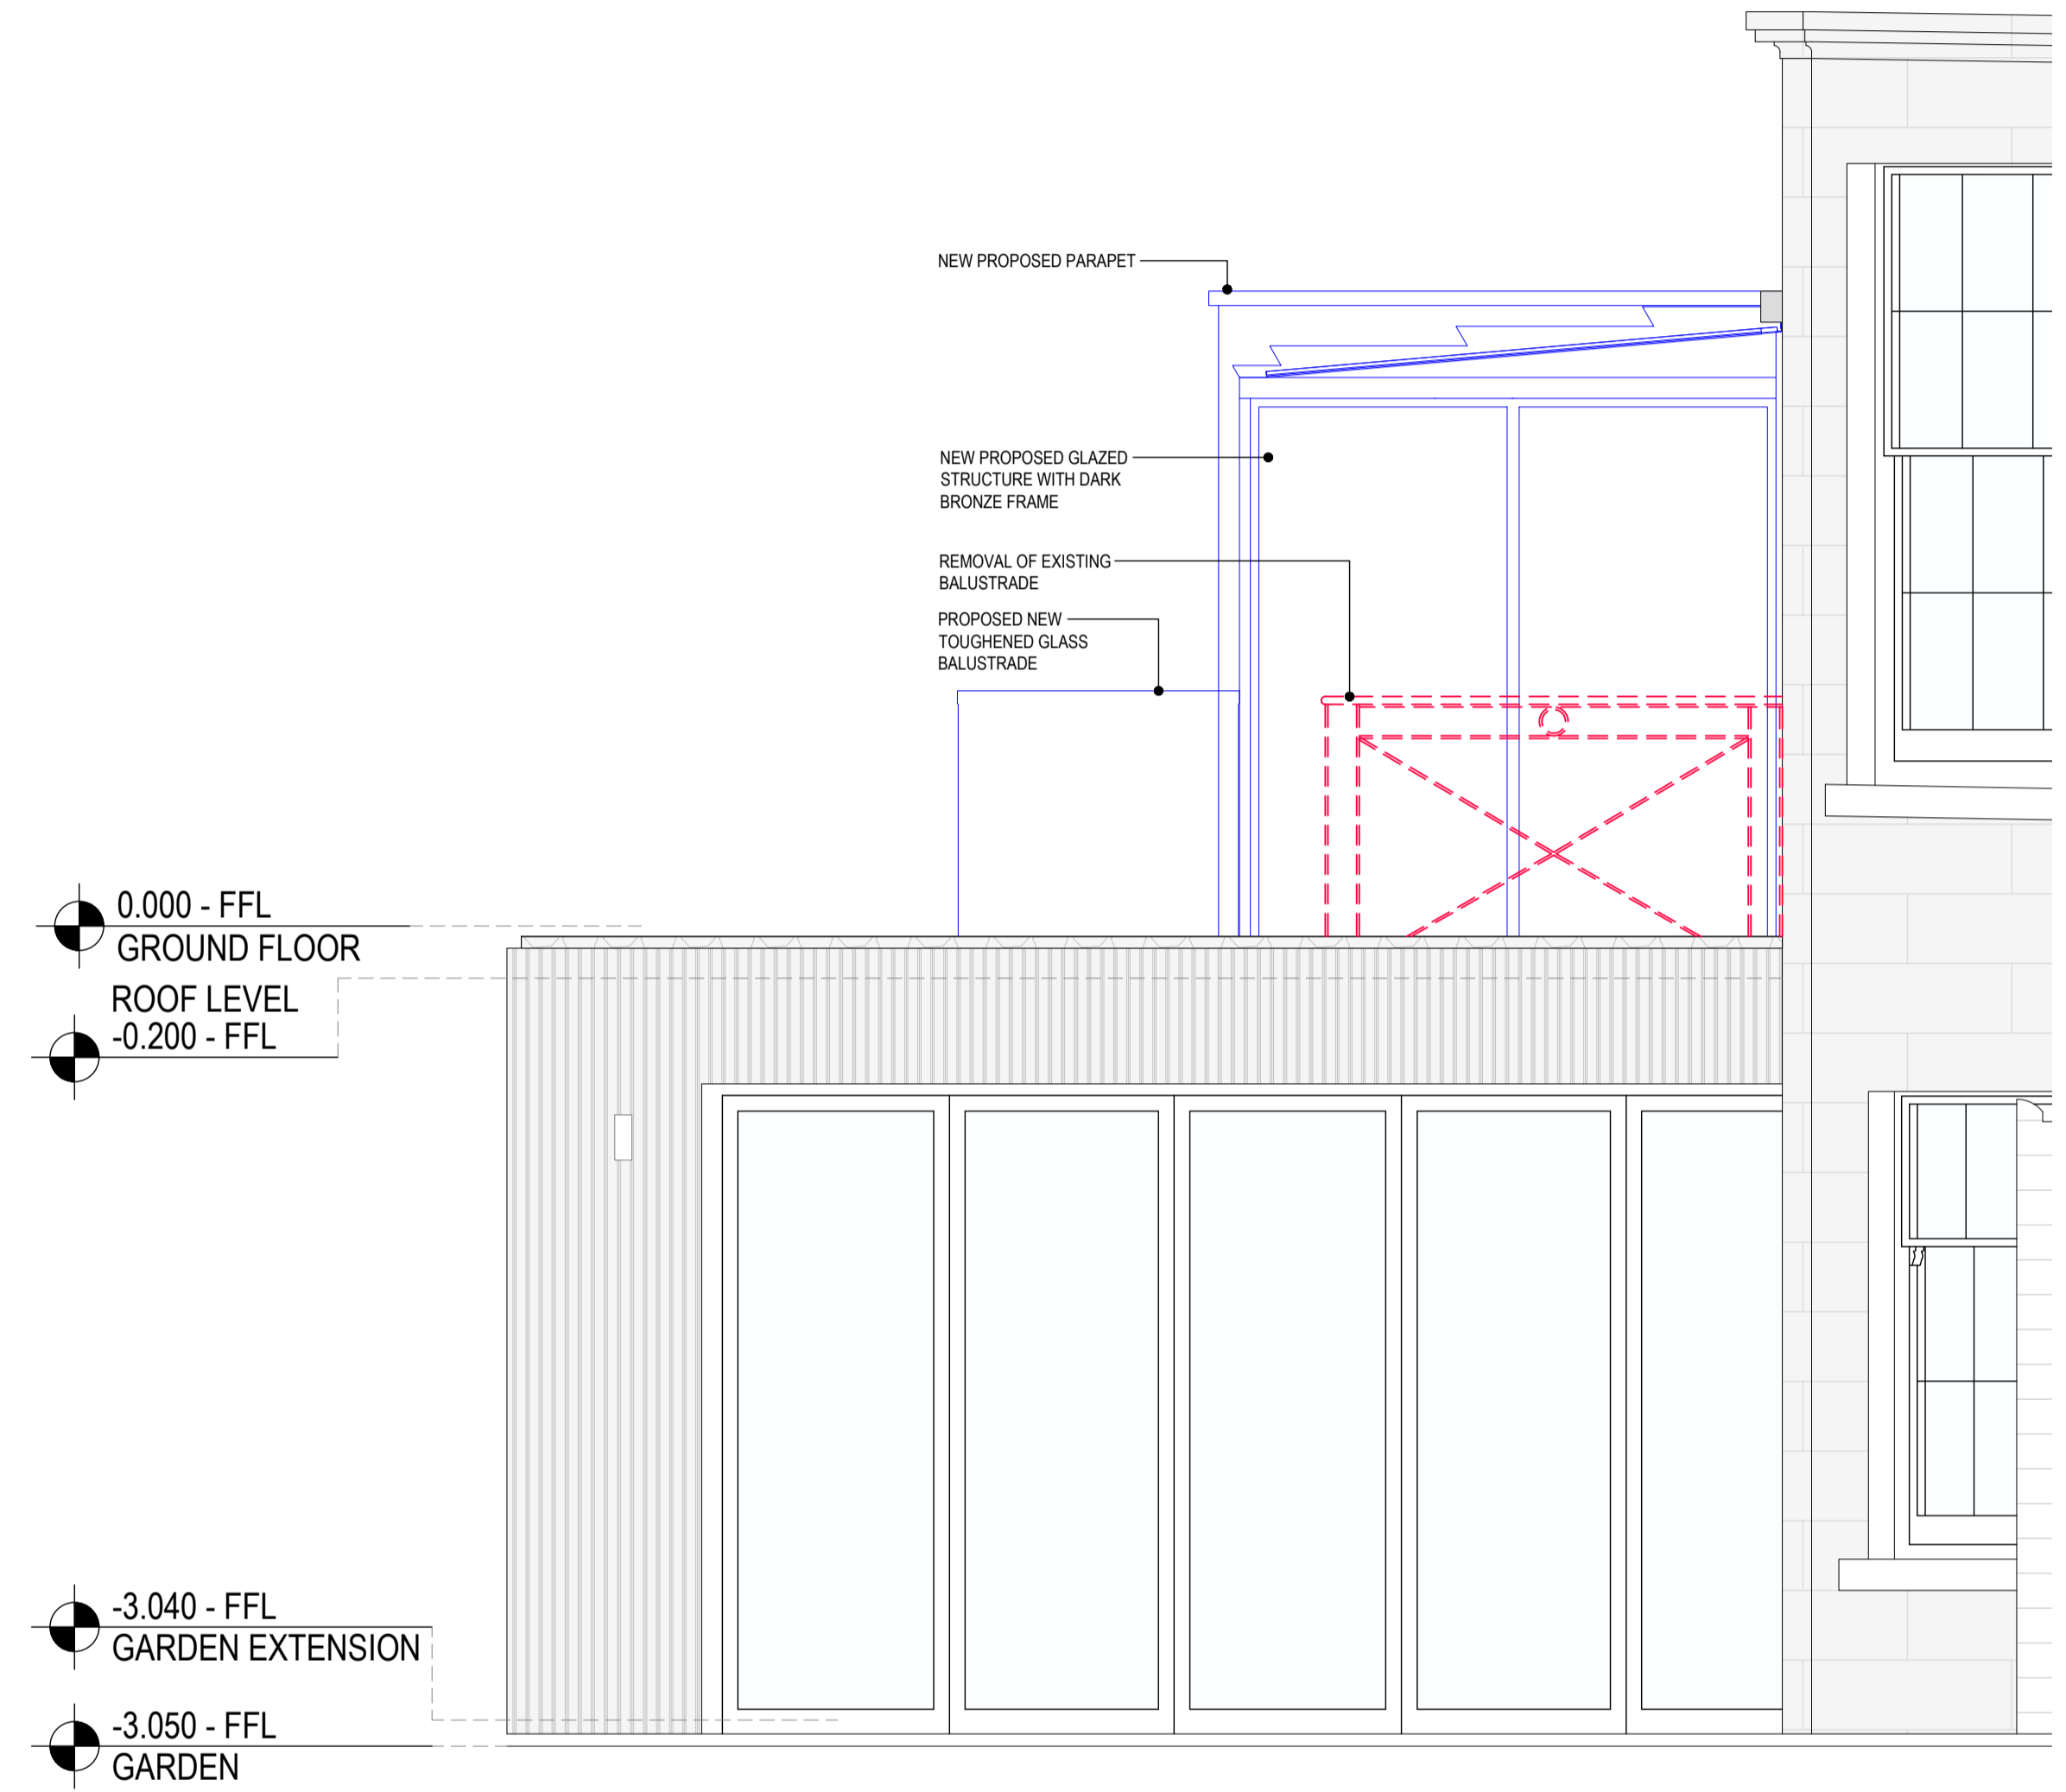 NEW PROPOSED PARAPET
NEW PROPOSED GLAZED
STRUCTURE WITH DARK
BRONZE FRAME
REMOVAL OF EXISTING
BALUSTRADE
PROPOSED NEW
TOUGHENED GLASS
BALUSTRADE
0.000 - FFL
GROUND FLOOR
ROOF LEVEL
-0.200 - FFL
-3.040 - FFL
GARDEN EXTENSION
-3.050 - FFL
GARDEN